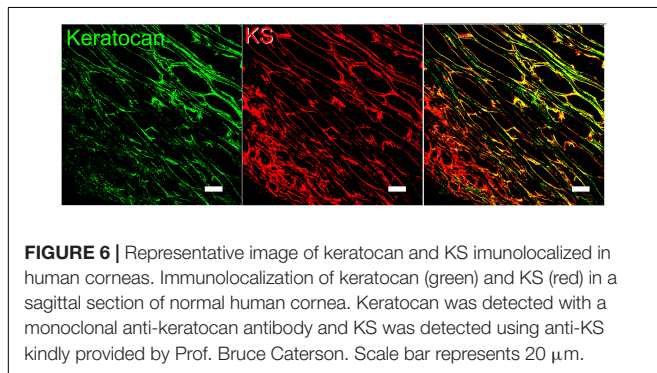 Keratocan KS
FIGURE 6 | Representative image of keratocan and KS imunolocalized in
human corneas. Immunolocalization of keratocan (green) and KS (red) in a
sagittal section of normal human cornea. Keratocan was detected with a
monoclonal anti-keratocan antibody and KS was detected using anti-KS
kindly provided by Prof. Bruce Caterson. Scale bar represents 20 μm.